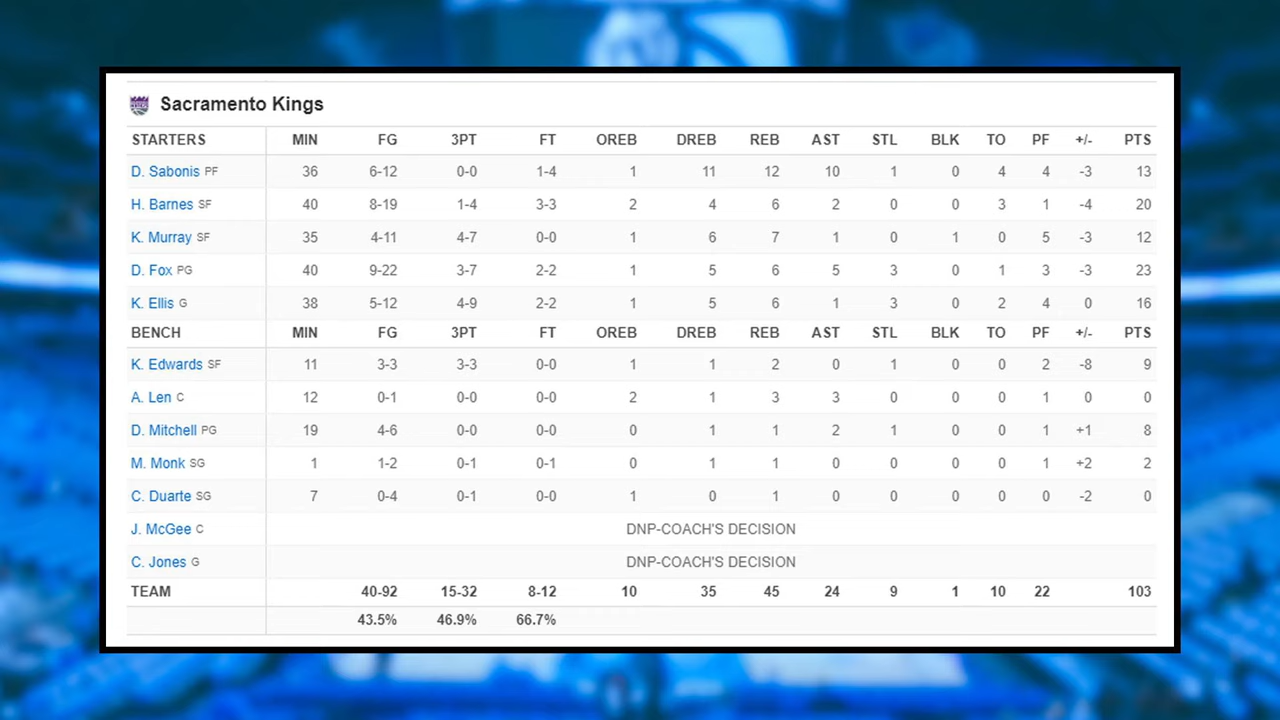 Sacramento Kings
STARTERS MIN FG 3PT FT OREB DREB REB AST STL BLK TO PF +/- PTS
D. Sabonis PF 36 6-12 0-0 1-4 1 11 12 10 1 0 4 4 -3 13
H. Barnes SF 40 8-19 1-4 3-3 2 4 6 2 0 0 3 1 -4 20
K. Murray SF 35 4-11 4-7 0-0 1 6 7 1 0 1 0 5 -3 12
D. Fox PG 40 9-22 3-7 2-2 1 5 6 5 3 0 1 3 -3 23
K. Ellis G 38 5-12 4-9 2-2 1 5 6 1 3 0 2 4 0 16
BENCH MIN FG 3PT FT OREB DREB REB AST STL BLK TO PF +/- PTS
K. Edwards SF 11 3-3 3-3 0-0 1 1 2 0 1 0 0 2 -8 9
A. Len C 12 0-1 0-0 0-0 2 1 3 3 0 0 0 1 0 0
D. Mitchell PG 19 4-6 0-0 0-0 0 1 1 2 1 0 0 1 +1 8
M. Monk SG 1 1-2 0-1 0-1 0 1 1 0 0 0 0 1 +2 2
C. Duarte SG 7 0-4 0-1 0-0 1 0 1 0 0 0 0 0 -2 0
J. McGee C DNP-COACH'S DECISION
C. Jones G DNP-COACH'S DECISION
TEAM 40-92 15-32 8-12 10 35 45 24 9 1 10 22 103
43.5% 46.9% 66.7%